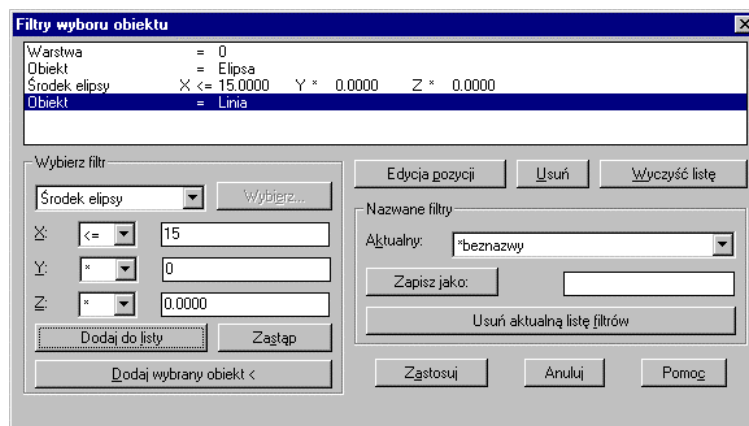 Filtry wyboru obiektu
Warstwa = 0
Obiekt = Elipsa
Środek elipsy X <= 15.0000 Y * 0.0000 Z * 0.0000
Obiekt = Linia
Wybierz filtr
Środek elipsy Wybierz...
X: <= 15
Y: * 0
Z: * 0.0000
Dodaj do listy Zastąp
Dodaj wybrany obiekt <
Edycja pozycji Usuń Wyczyść listę
Nazwane filtry
Aktualny: *beznazwy
Zapisz jako:
Usuń aktualną listę filtrów
Zastosuj Anuluj Pomoc